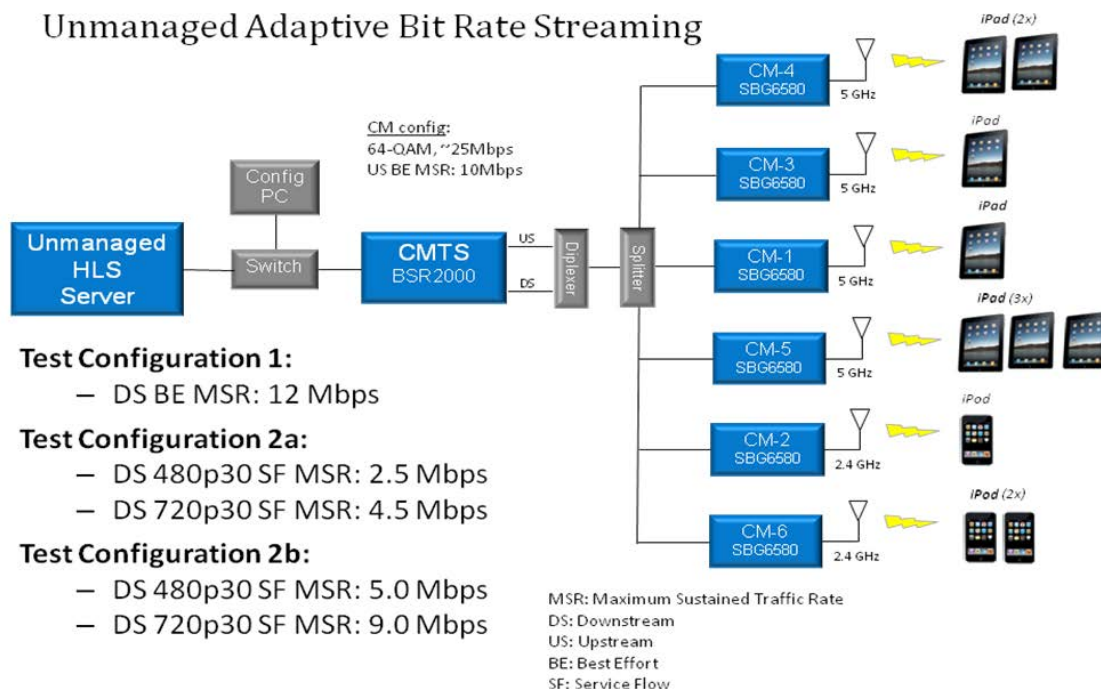 Unmanaged Adaptive Bit Rate Streaming
CM config:
64-QAM, ~25Mbps
US BE MSR: 10Mbps
Config
PC
Unmanaged
HLS
Server
Switch
CMTS
BSR2000
US
DS
Diplexer
Splitter
CM-4
SBG6580
5 GHz
iPad (2x)
CM-3
SBG6580
5 GHz
iPad
CM-1
SBG6580
5 GHz
iPad
CM-5
SBG6580
5 GHz
iPad (3x)
CM-2
SBG6580
2.4 GHz
iPod
CM-6
SBG6580
2.4 GHz
iPod (2x)
Test Configuration 1:
– DS BE MSR: 12 Mbps
Test Configuration 2a:
– DS 480p30 SF MSR: 2.5 Mbps
– DS 720p30 SF MSR: 4.5 Mbps
Test Configuration 2b:
– DS 480p30 SF MSR: 5.0 Mbps
– DS 720p30 SF MSR: 9.0 Mbps
MSR: Maximum Sustained Traffic Rate
DS: Downstream
US: Upstream
BE: Best Effort
SF: Service Flow